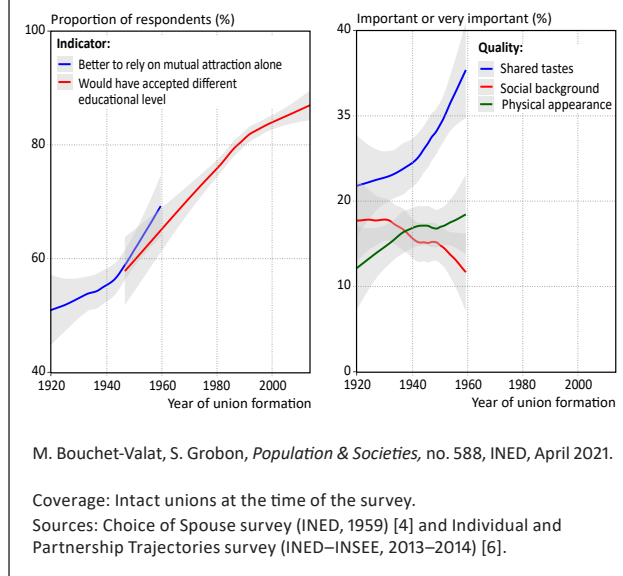 Proportion of respondents (%)
100
80
60
40
Indicator:
Better to rely on mutual attraction alone
Would have accepted different
educational level
1920
1940
1960
1980
2000
Year of union formation
Important or very important (%)
40
35
20
10
0
Quality:
Shared tastes
Social background
Physical appearance
1920
1940
1960
1980
2000
Year of union formation
M. Bouchet-Valat, S. Grobon, Population & Societies, no. 588, INED, April 2021.
Coverage: Intact unions at the time of the survey.
Sources: Choice of Spouse survey (INED, 1959) [4] and Individual and
Partnership Trajectories survey (INED–INSEE, 2013–2014) [6].